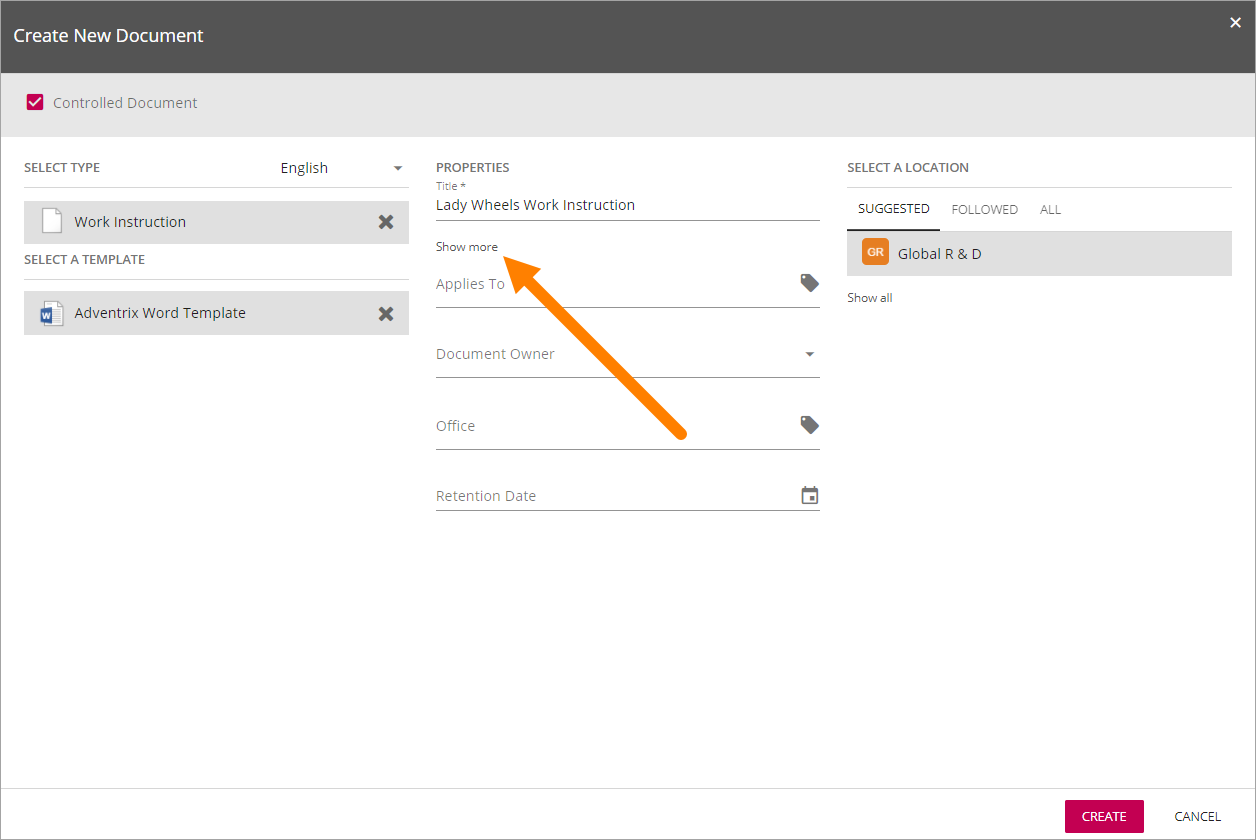 Create New Document
Controlled Document
SELECT TYPE
English
Work Instruction
SELECT A TEMPLATE
W
Adventrix Word Template
PROPERTIES
Title *
Lady Wheels Work Instruction
Show more
Applies To
Document Owner
Office
Retention Date
SELECT A LOCATION
SUGGESTED FOLLOWED ALL
GR Global R & D
Show all
CREATE CANCEL